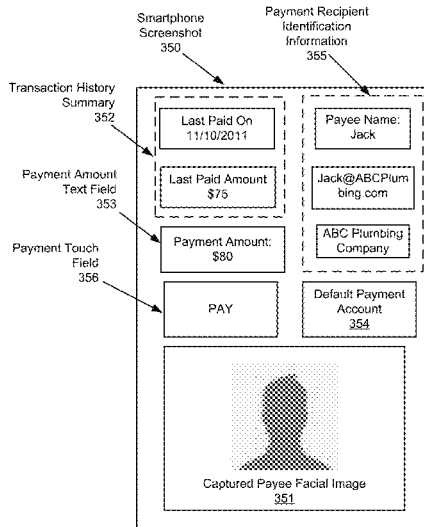 Smartphone
Screenshot
350
Payment Recipient
Identification
Information
355
Transaction History
Summary
352
Last Paid On
11/10/2011
Payee Name:
Jack
Last Paid Amount
$75
Jack@ABCPlum
bing.com
Payment Amount
Text Field
353
Payment Amount:
$80
ABC Plumbing
Company
Payment Touch
Field
356
PAY
Default Payment
Account
354
Captured Payee Facial Image
351